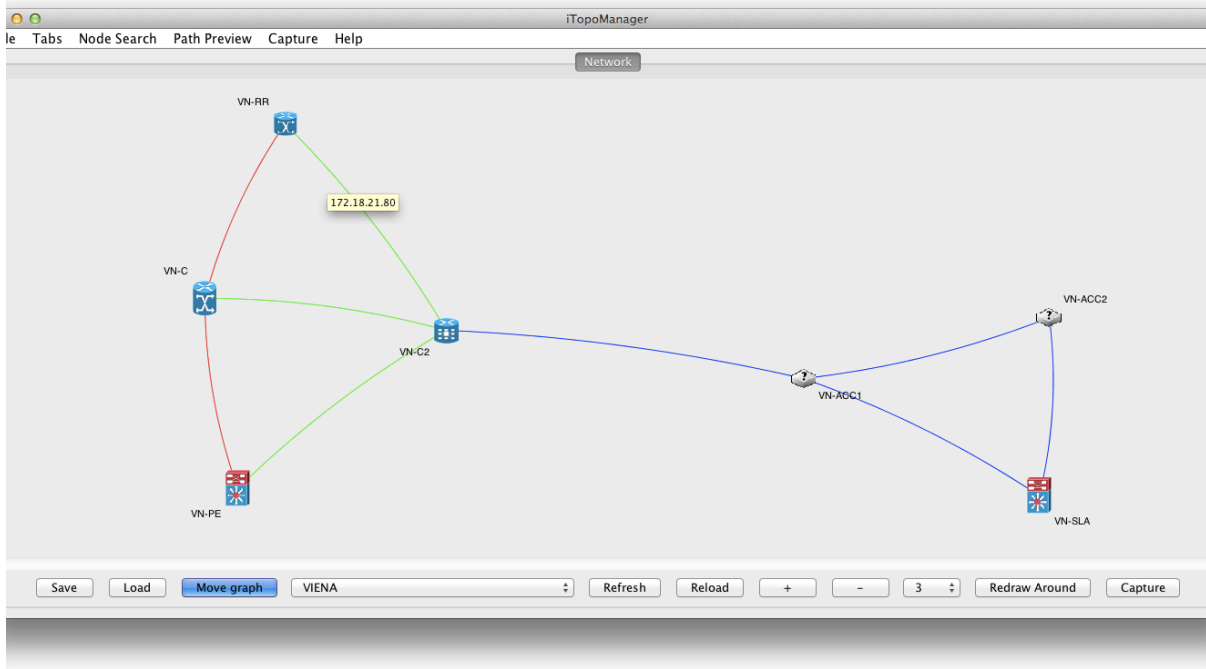 iTopoManager
le Tabs Node Search Path Preview Capture Help
Network
VN-RR
172.18.21.80
VN-C
VN-ACC2
VN-C2
VN-ACC1
VN-PE
VN-SLA
Save Load Move graph VIENA Refresh Reload + - 3 Redraw Around Capture